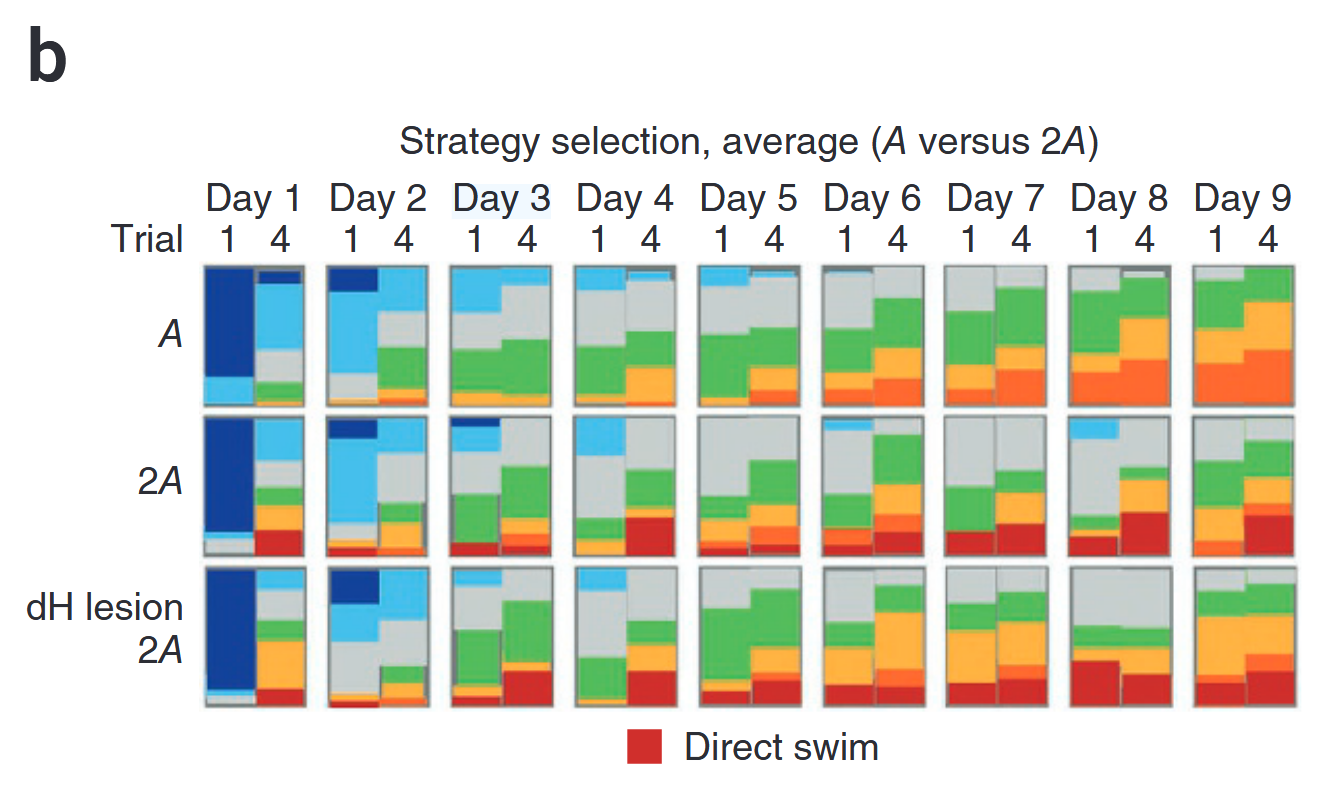 b
Strategy selection, average (A versus 2A)
Day 1 Day 2 Day 3 Day 4 Day 5 Day 6 Day 7 Day 8 Day 9
Trial 1 4 1 4 1 4 1 4 1 4 1 4 1 4 1 4 1 4
A
2A
dH lesion
2A
Direct swim